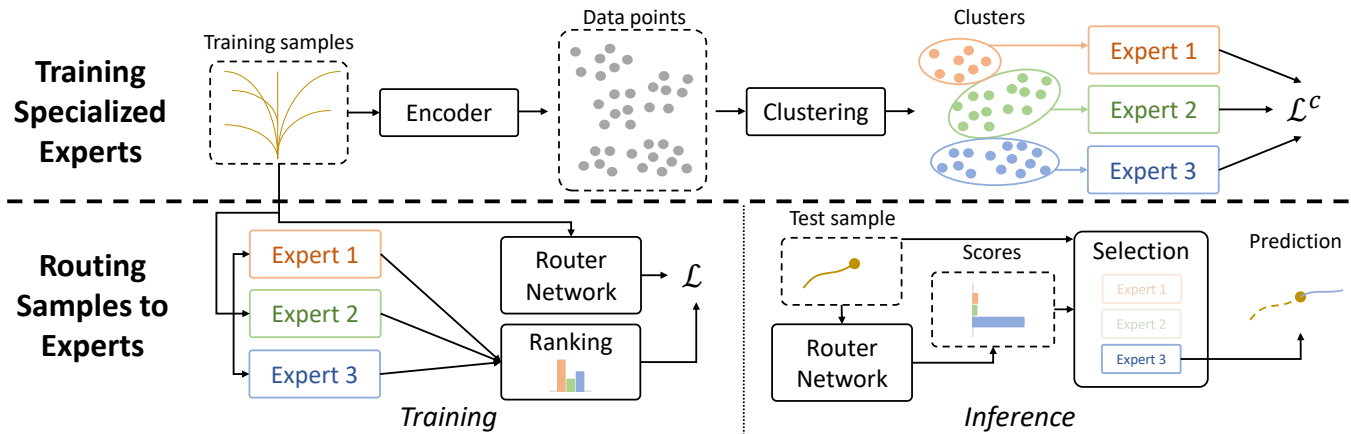 Training
Specialized
Experts
Training samples
Encoder
Data points
Clustering
Clusters
Expert 1
Expert 2
Expert 3
ℒᶜ
Routing
Samples to
Experts
Expert 1
Expert 2
Expert 3
Router
Network
Ranking
ℒ
Training
Test sample
Router
Network
Scores
Selection
Expert 1
Expert 2
Expert 3
Prediction
Inference